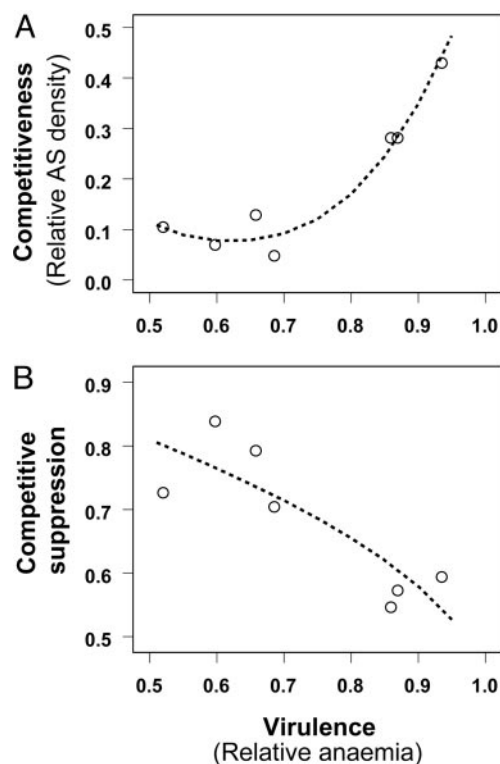 A
Competitiveness
(Relative AS density)
0.5
0.4
0.3
0.2
0.1
0.0
0.5 0.6 0.7 0.8 0.9 1.0
B
Competitive
suppression
0.9
0.8
0.7
0.6
0.5
0.5 0.6 0.7 0.8 0.9 1.0
Virulence
(Relative anaemia)